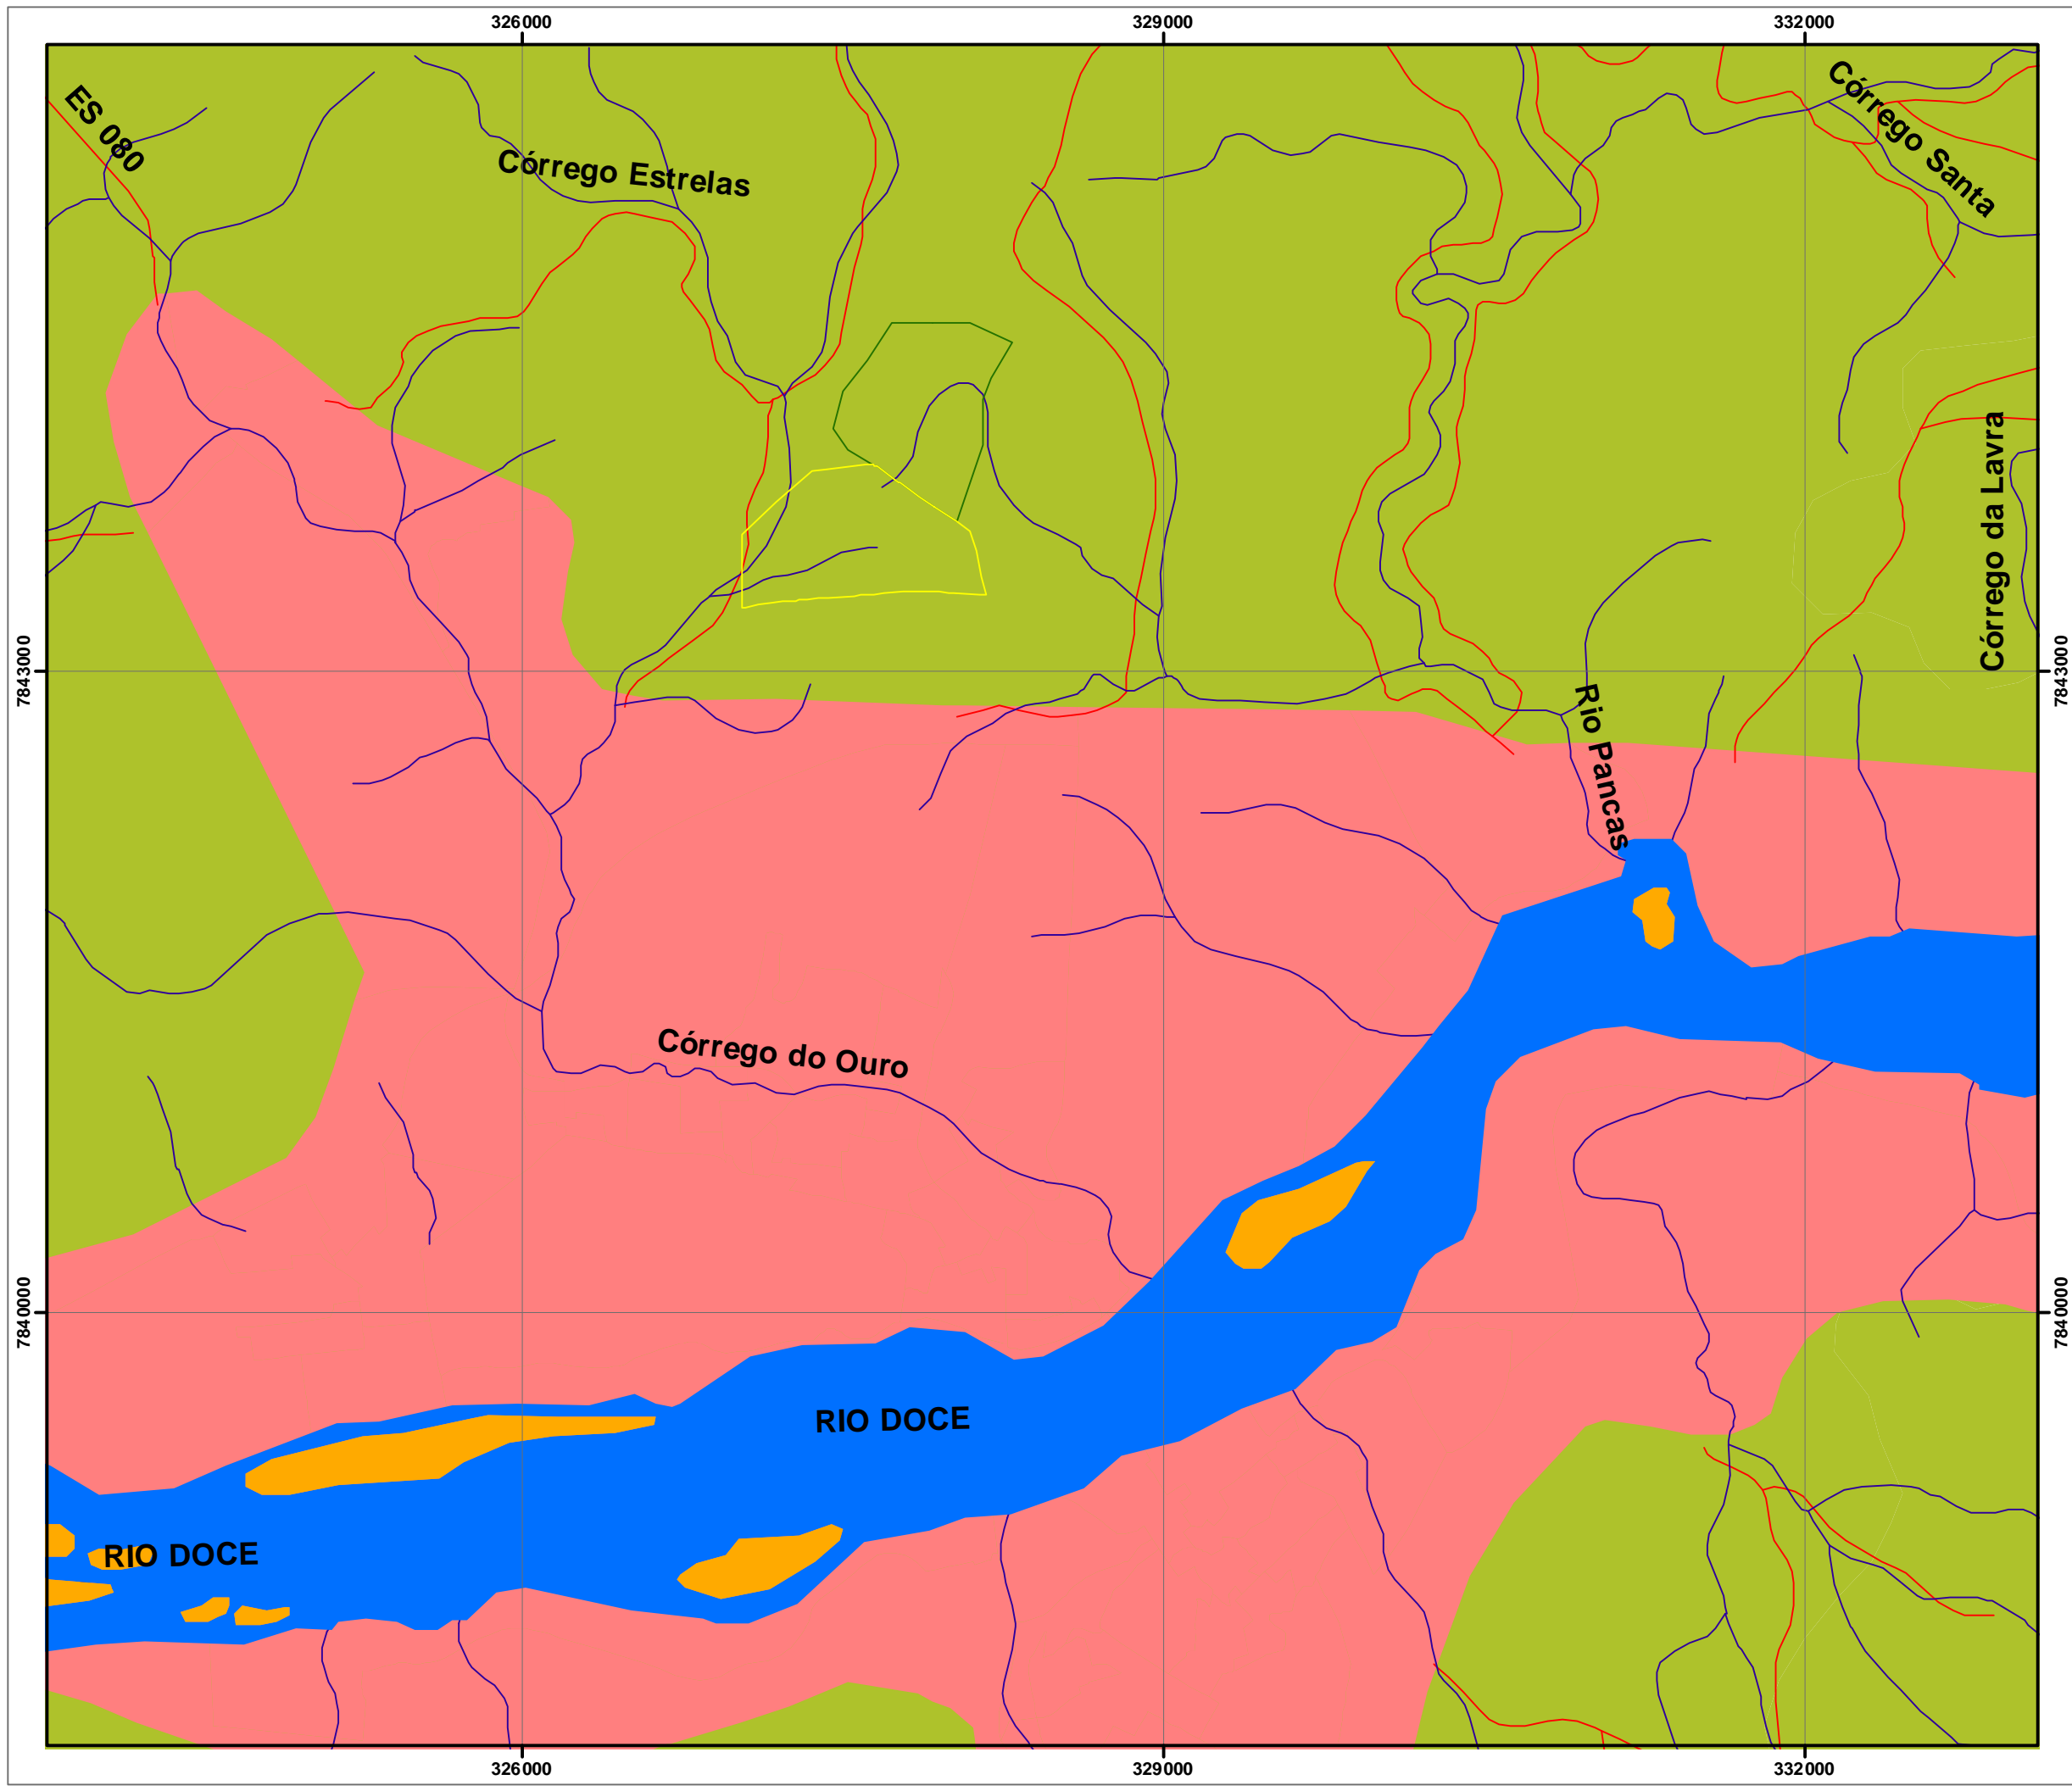 326000 329000 332000
ES 080
Córrego Estrelas
Córrego Santa
Córrego da Lavra
7843000 7843000
Rio Pancas
Córrego do Ouro
7840000 7840000
RIO DOCE
RIO DOCE
326000 329000 332000